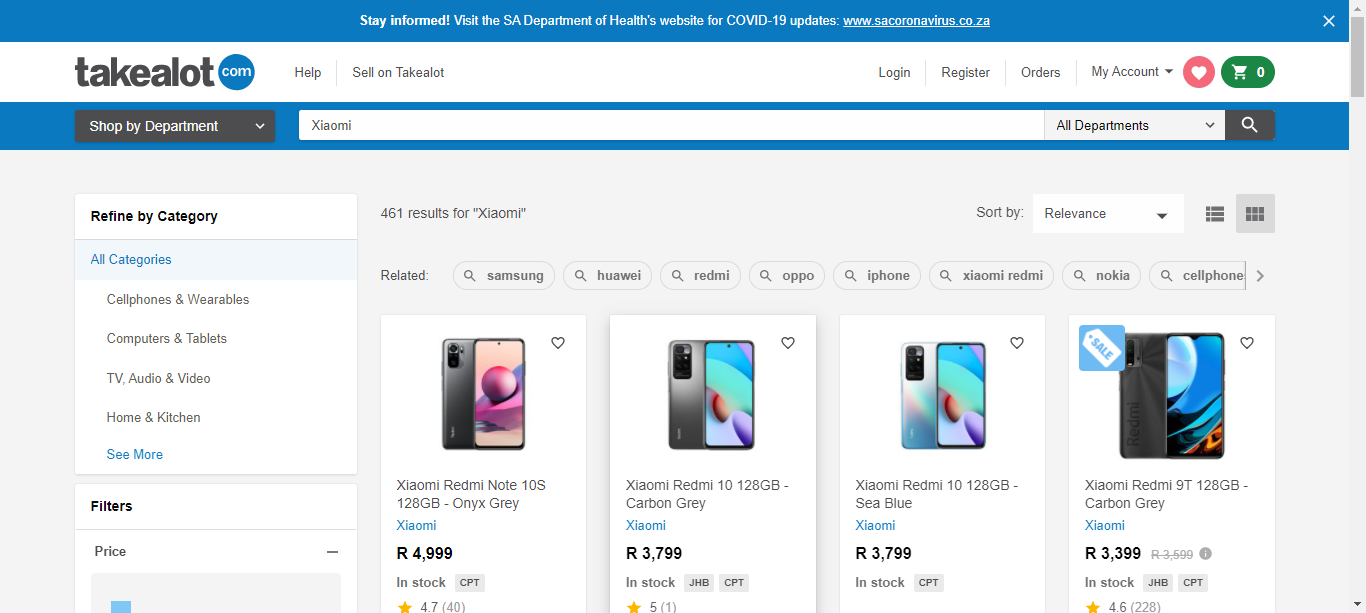 Stay informed! Visit the SA Department of Health's website for COVID-19 updates: www.sacoronavirus.co.za
takealot com
Help
Sell on Takealot
Login
Register
Orders
My Account
0
Shop by Department
Xiaomi
All Departments
Refine by Category
All Categories
Cellphones & Wearables
Computers & Tablets
TV, Audio & Video
Home & Kitchen
See More
Filters
Price
461 results for "Xiaomi"
Sort by:
Relevance
Related:
samsung
huawei
redmi
oppo
iphone
xiaomi redmi
nokia
cellphone
Xiaomi Redmi Note 10S
128GB - Onyx Grey
Xiaomi
R 4,999
In stock CPT
4.7 (40)
Xiaomi Redmi 10 128GB -
Carbon Grey
Xiaomi
R 3,799
In stock JHB CPT
5 (1)
Xiaomi Redmi 10 128GB -
Sea Blue
Xiaomi
R 3,799
In stock CPT
SALE
Redmi
Xiaomi Redmi 9T 128GB -
Carbon Grey
Xiaomi
R 3,399 R 3,599
In stock JHB CPT
4.6 (228)